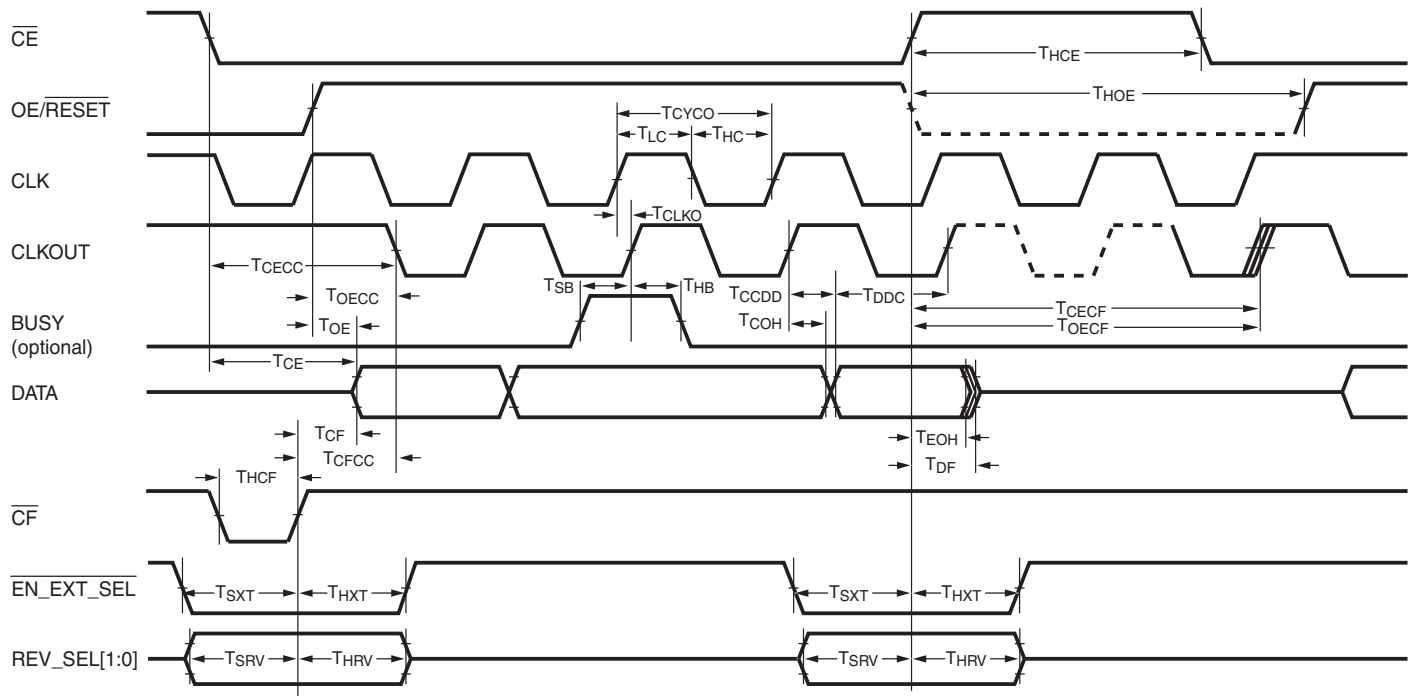 CE
THCE
OE/RESET
THOE
TCYCO
TLC
THC
CLK
TCLKO
CLKOUT
TCECC
TSB
THB
TCCDD
TDDC
TOECC
TCECF
TCOH
TOECF
BUSY
(optional)
TOE
TCE
DATA
TCF
TEOH
TCFCC
TDF
THCF
CF
EN_EXT_SEL
TSXT
THXT
TSXT
THXT
REV_SEL[1:0]
TSRV
THRV
TSRV
THRV